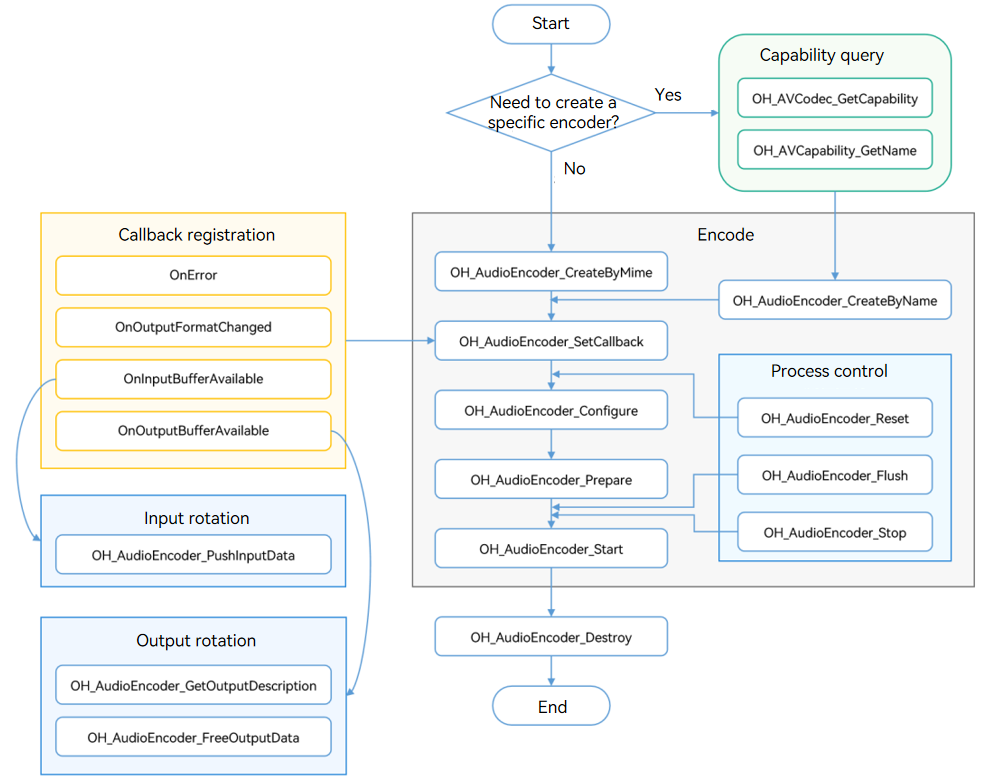 Start
Need to create a
specific encoder?
Yes
No
Capability query
OH_AVCodec_GetCapability
OH_AVCapability_GetName
Callback registration
OnError
OnOutputFormatChanged
OnInputBufferAvailable
OnOutputBufferAvailable
Input rotation
OH_AudioEncoder_PushInputData
Output rotation
OH_AudioEncoder_GetOutputDescription
OH_AudioEncoder_FreeOutputData
Encode
OH_AudioEncoder_CreateByMime
OH_AudioEncoder_CreateByName
OH_AudioEncoder_SetCallback
OH_AudioEncoder_Configure
OH_AudioEncoder_Prepare
OH_AudioEncoder_Start
Process control
OH_AudioEncoder_Reset
OH_AudioEncoder_Flush
OH_AudioEncoder_Stop
OH_AudioEncoder_Destroy
End